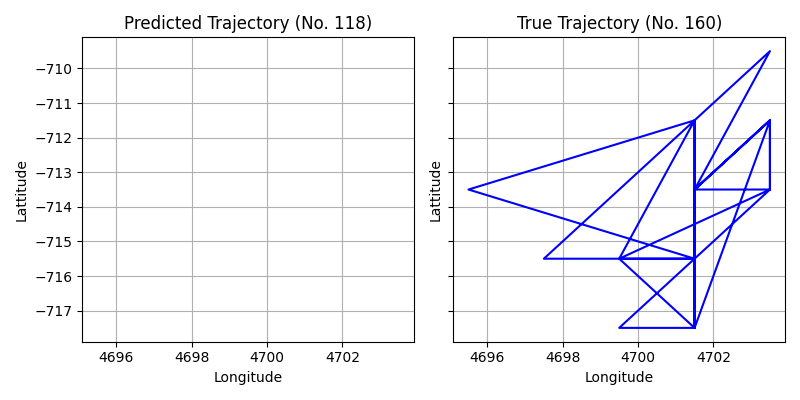 Predicted Trajectory (No. 118)
True Trajectory (No. 160)
Lattitude
−710
−711
−712
−713
−714
−715
−716
−717
4696 4698 4700 4702
Longitude
Lattitude
4696 4698 4700 4702
Longitude